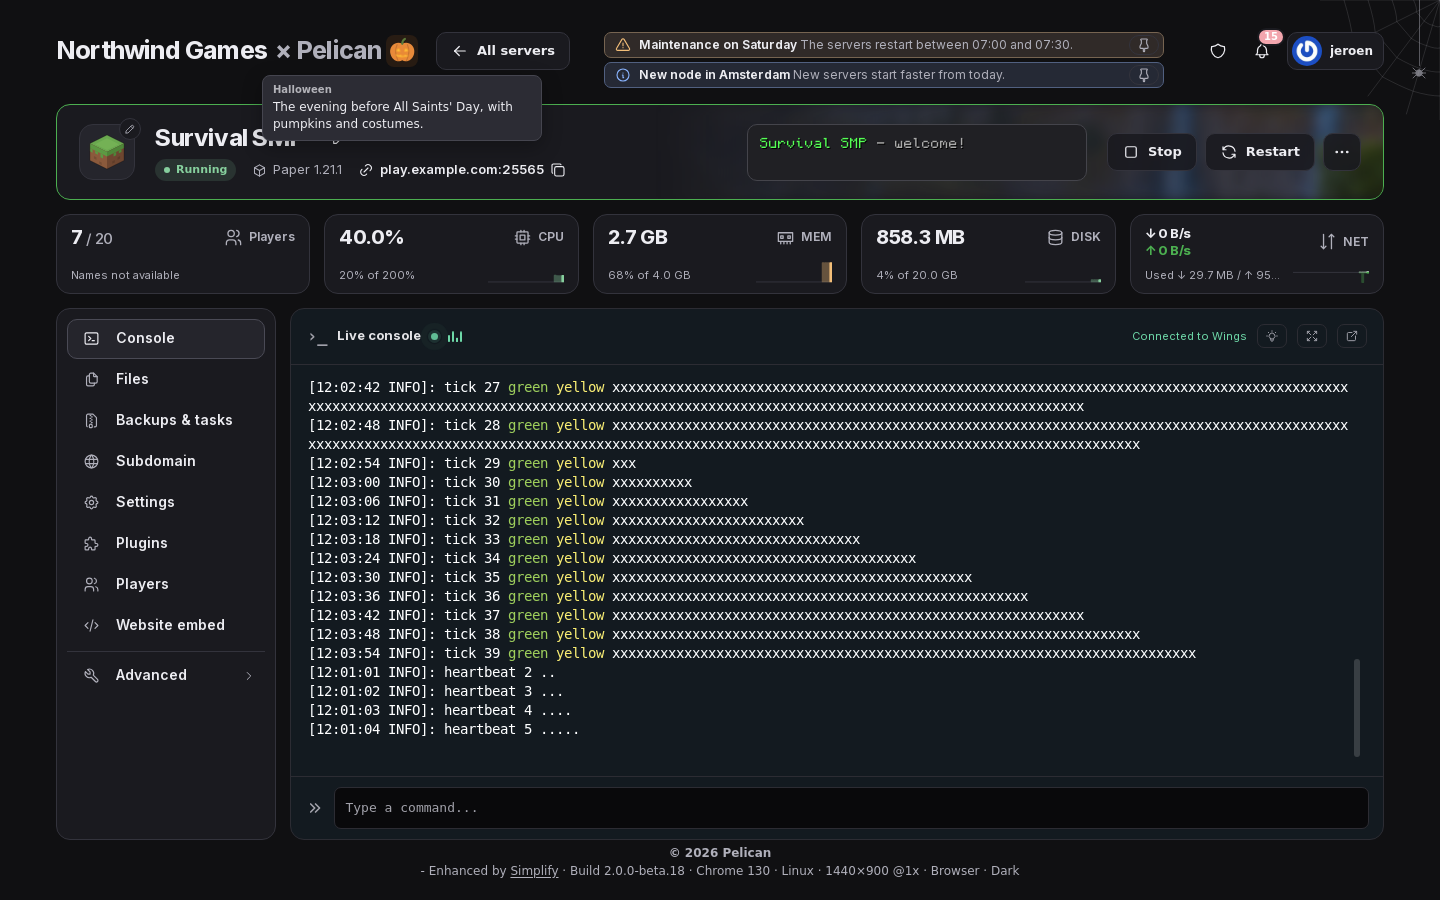 Northwind Games × Pelican
All servers
Maintenance on Saturday The servers restart between 07:00 and 07:30.
New node in Amsterdam New servers start faster from today.
15
jeroen
Halloween
The evening before All Saints' Day, with
pumpkins and costumes.
Survival SMP
Running
Paper 1.21.1
play.example.com:25565
Survival SMP - welcome!
Stop
Restart
7 / 20
Players
Names not available
40.0%
CPU
20% of 200%
2.7 GB
MEM
68% of 4.0 GB
858.3 MB
DISK
4% of 20.0 GB
↓ 0 B/s
↑ 0 B/s
NET
Used ↓ 29.7 MB / ↑ 95...
Console
Files
Backups & tasks
Subdomain
Settings
Plugins
Players
Website embed
Advanced
Live console
Connected to Wings
[12:02:42 INFO]: tick 27 green yellow xxxxxxxxxxxxxxxxxxxxxxxxxxxxxxxxxxxxxxxxxxxxxxxxxxxxxxxxxxxxxxxxxxxxxxxxxxxxxxxxxxxxxxxxxxxx
xxxxxxxxxxxxxxxxxxxxxxxxxxxxxxxxxxxxxxxxxxxxxxxxxxxxxxxxxxxxxxxxxxxxxxxxxxxxxxxxxxxxxxxxxxxxxxxxx
[12:02:48 INFO]: tick 28 green yellow xxxxxxxxxxxxxxxxxxxxxxxxxxxxxxxxxxxxxxxxxxxxxxxxxxxxxxxxxxxxxxxxxxxxxxxxxxxxxxxxxxxxxxxxxxxx
xxxxxxxxxxxxxxxxxxxxxxxxxxxxxxxxxxxxxxxxxxxxxxxxxxxxxxxxxxxxxxxxxxxxxxxxxxxxxxxxxxxxxxxxxxxxxxxxxxxxxxxx
[12:02:54 INFO]: tick 29 green yellow xxx
[12:03:00 INFO]: tick 30 green yellow xxxxxxxxxx
[12:03:06 INFO]: tick 31 green yellow xxxxxxxxxxxxxxxxx
[12:03:12 INFO]: tick 32 green yellow xxxxxxxxxxxxxxxxxxxxxxxx
[12:03:18 INFO]: tick 33 green yellow xxxxxxxxxxxxxxxxxxxxxxxxxxxxxxx
[12:03:24 INFO]: tick 34 green yellow xxxxxxxxxxxxxxxxxxxxxxxxxxxxxxxxxxxxxx
[12:03:30 INFO]: tick 35 green yellow xxxxxxxxxxxxxxxxxxxxxxxxxxxxxxxxxxxxxxxxxxxxx
[12:03:36 INFO]: tick 36 green yellow xxxxxxxxxxxxxxxxxxxxxxxxxxxxxxxxxxxxxxxxxxxxxxxxxxxx
[12:03:42 INFO]: tick 37 green yellow xxxxxxxxxxxxxxxxxxxxxxxxxxxxxxxxxxxxxxxxxxxxxxxxxxxxxxxxxxx
[12:03:48 INFO]: tick 38 green yellow xxxxxxxxxxxxxxxxxxxxxxxxxxxxxxxxxxxxxxxxxxxxxxxxxxxxxxxxxxxxxxxxxx
[12:03:54 INFO]: tick 39 green yellow xxxxxxxxxxxxxxxxxxxxxxxxxxxxxxxxxxxxxxxxxxxxxxxxxxxxxxxxxxxxxxxxxxxxxxxxx
[12:01:01 INFO]: heartbeat 2 ..
[12:01:02 INFO]: heartbeat 3 ...
[12:01:03 INFO]: heartbeat 4 ....
[12:01:04 INFO]: heartbeat 5 .....
Type a command...
© 2026 Pelican
- Enhanced by Simplify · Build 2.0.0-beta.18 · Chrome 130 · Linux · 1440×900 @1x · Browser · Dark